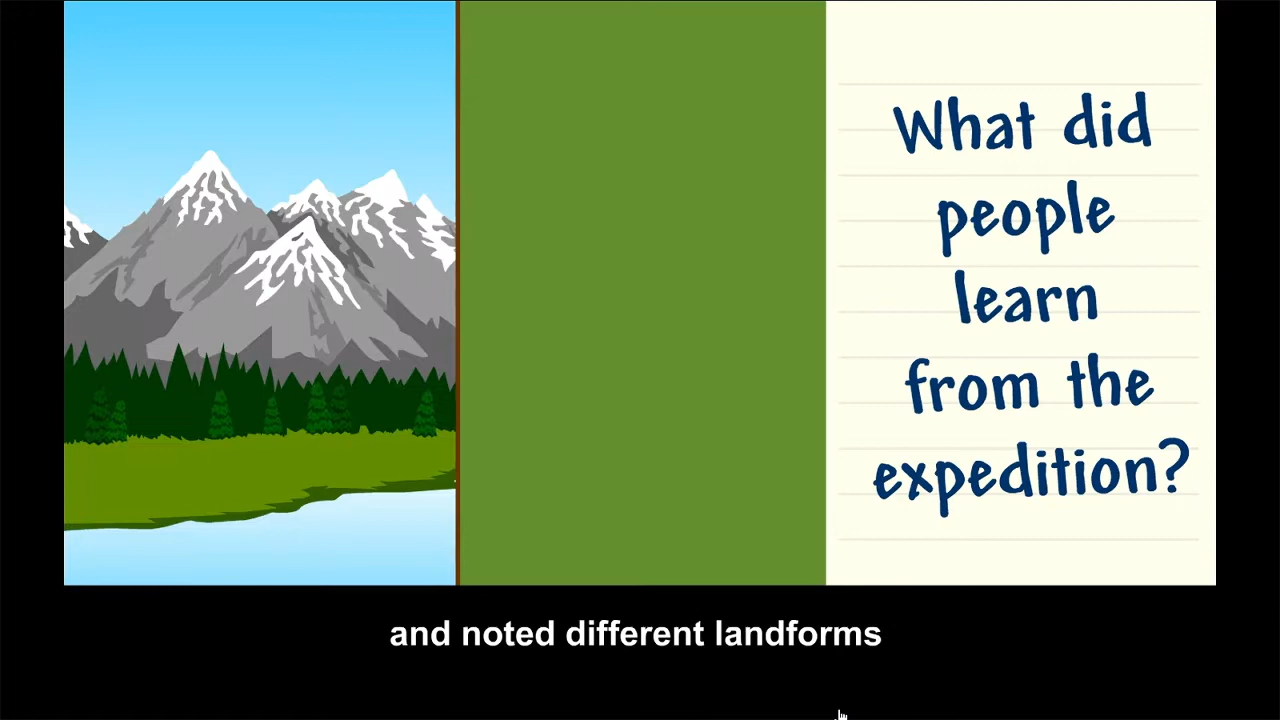 What did
people
learn
from the
expedition?
and noted different landforms